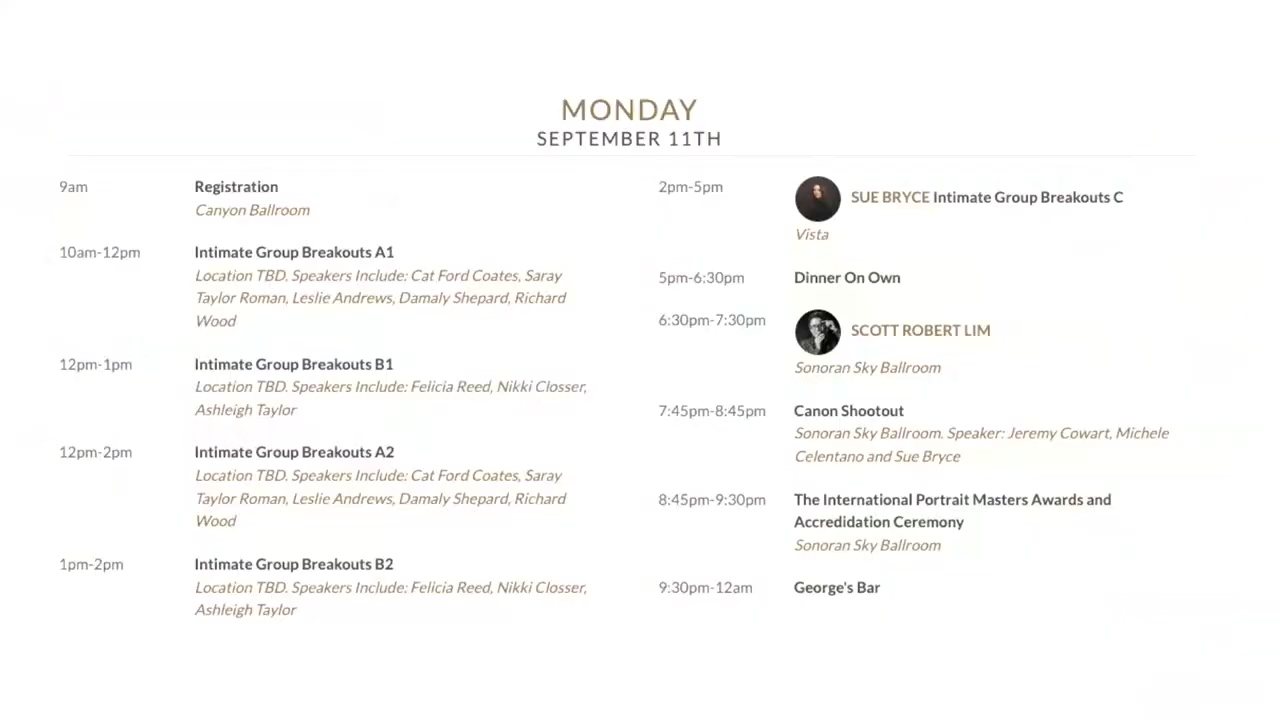 MONDAY
SEPTEMBER 11TH
9am
Registration
Canyon Ballroom
10am-12pm
Intimate Group Breakouts A1
Location TBD. Speakers Include: Cat Ford Coates, Saray
Taylor Roman, Leslie Andrews, Damaly Shepard, Richard
Wood
12pm-1pm
Intimate Group Breakouts B1
Location TBD. Speakers Include: Felicia Reed, Nikki Closser,
Ashleigh Taylor
12pm-2pm
Intimate Group Breakouts A2
Location TBD. Speakers Include: Cat Ford Coates, Saray
Taylor Roman, Leslie Andrews, Damaly Shepard, Richard
Wood
1pm-2pm
Intimate Group Breakouts B2
Location TBD. Speakers Include: Felicia Reed, Nikki Closser,
Ashleigh Taylor
2pm-5pm
SUE BRYCE Intimate Group Breakouts C
Vista
5pm-6:30pm
Dinner On Own
6:30pm-7:30pm
SCOTT ROBERT LIM
Sonoran Sky Ballroom
7:45pm-8:45pm
Canon Shootout
Sonoran Sky Ballroom. Speaker: Jeremy Cowart, Michele
Celentano and Sue Bryce
8:45pm-9:30pm
The International Portrait Masters Awards and
Accredidation Ceremony
Sonoran Sky Ballroom
9:30pm-12am
George's Bar